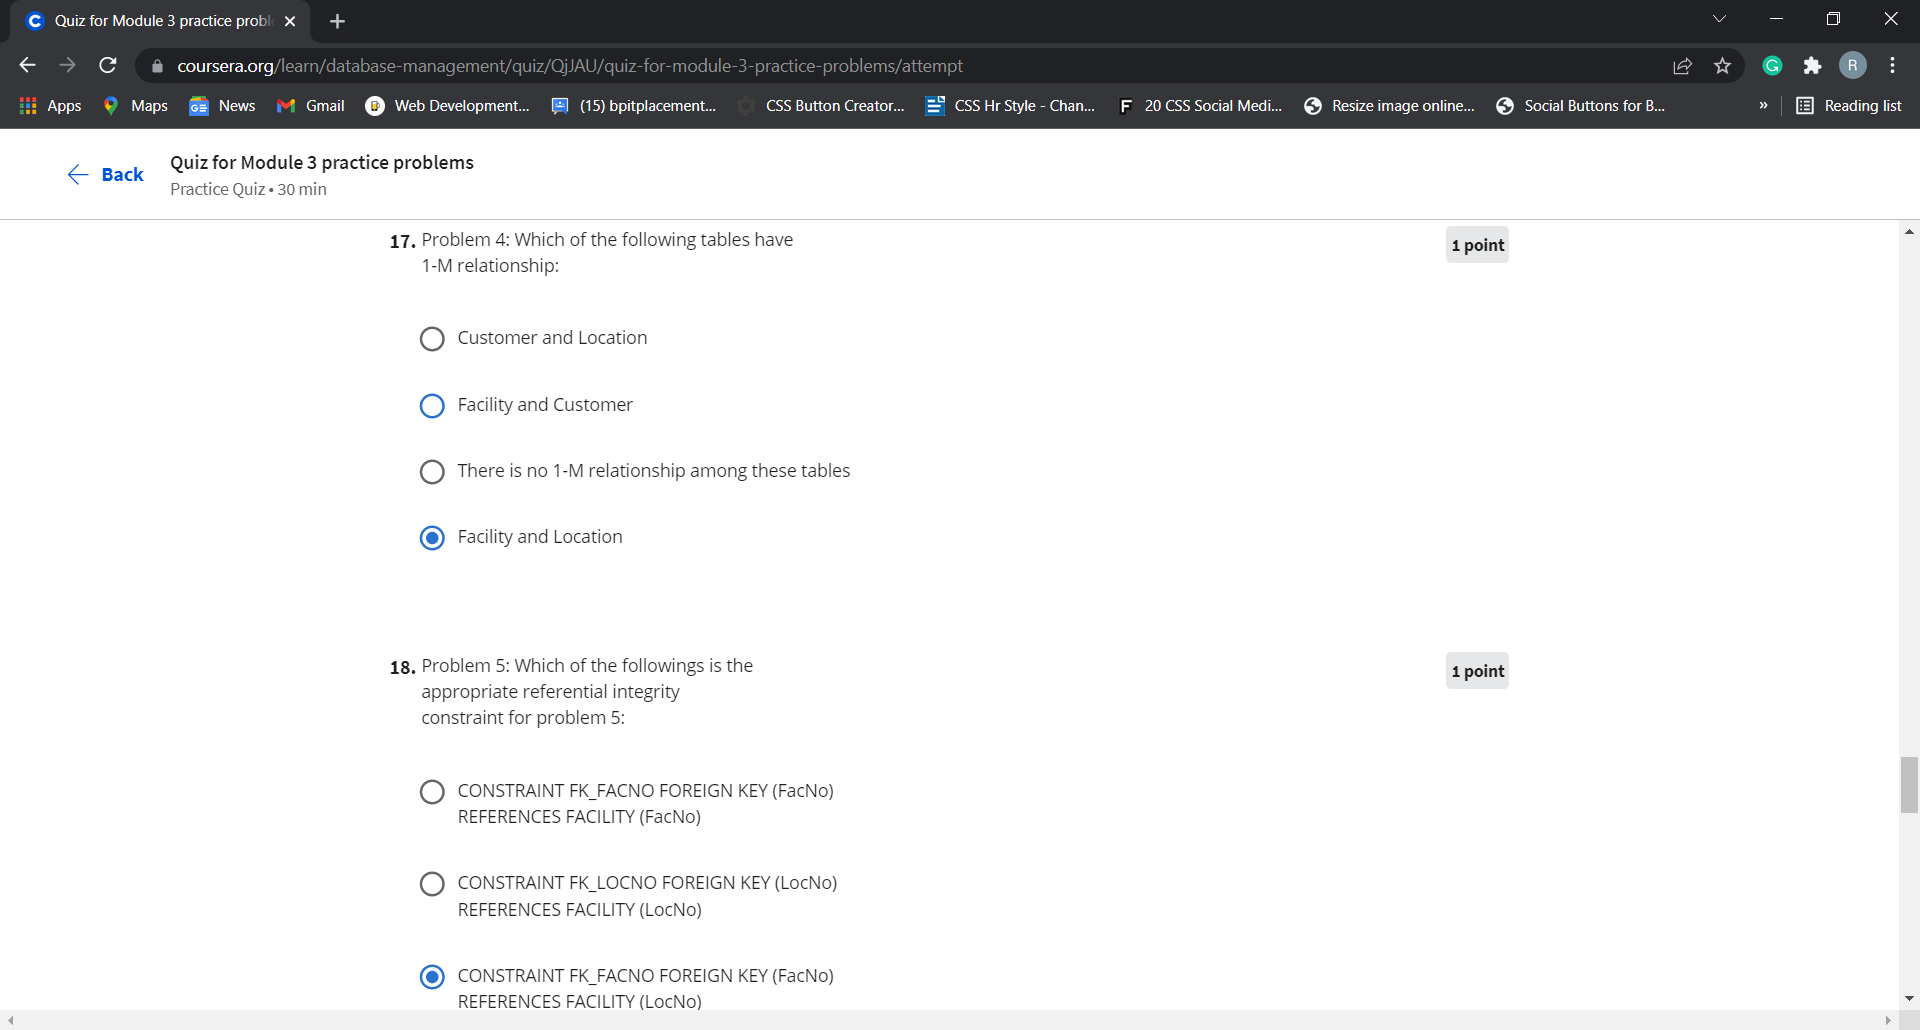 Quiz for Module 3 practice probl
coursera.org/learn/database-management/quiz/QjJAU/quiz-for-module-3-practice-problems/attempt
R
Apps
Maps
News
Gmail
Web Development...
(15) bpitplacement...
CSS Button Creator...
CSS Hr Style - Chan...
20 CSS Social Medi...
Resize image online...
Social Buttons for B...
»
Reading list
Back
Quiz for Module 3 practice problems
Practice Quiz • 30 min
17. Problem 4: Which of the following tables have
1-M relationship:
1 point
Customer and Location
Facility and Customer
There is no 1-M relationship among these tables
Facility and Location
18. Problem 5: Which of the followings is the
appropriate referential integrity
constraint for problem 5:
1 point
CONSTRAINT FK_FACNO FOREIGN KEY (FacNo)
REFERENCES FACILITY (FacNo)
CONSTRAINT FK_LOCNO FOREIGN KEY (LocNo)
REFERENCES FACILITY (LocNo)
CONSTRAINT FK_FACNO FOREIGN KEY (FacNo)
REFERENCES FACILITY (LocNo)